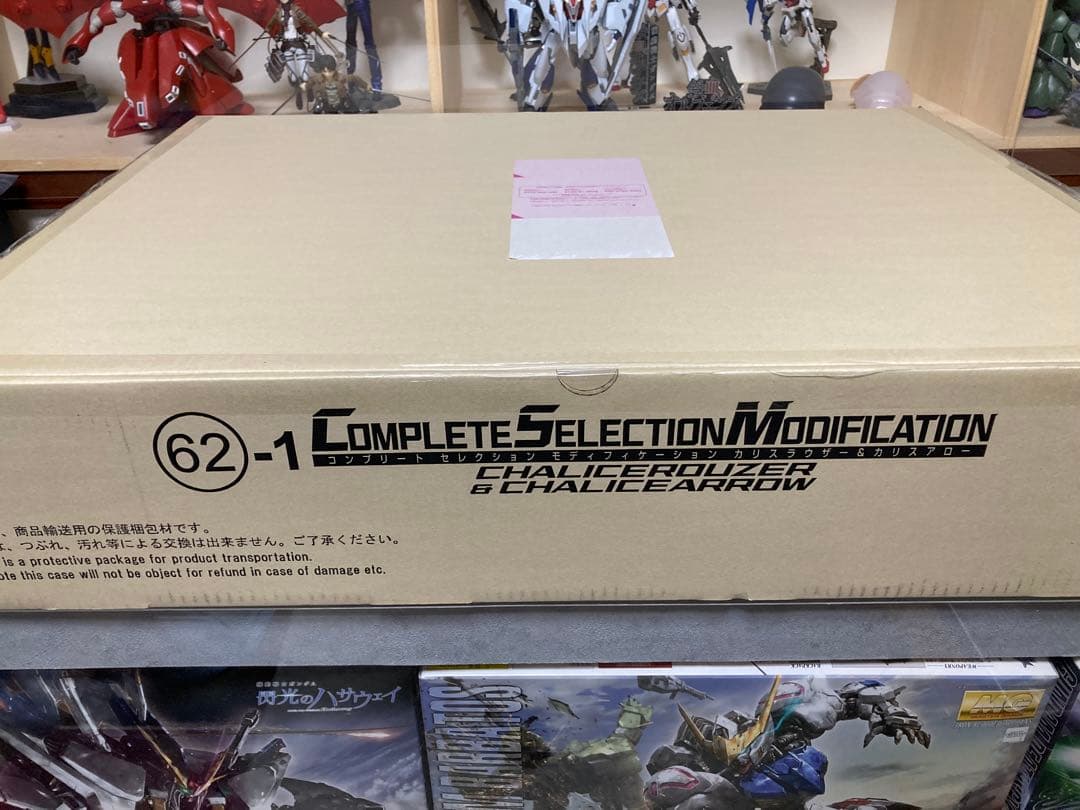 62-1 COMPLETE SELECTION MODIFICATION
コンプリート セレクション モディフィケーション カリスラウザー&カリスアロー
CHALICEROUZER
& CHALICEARROW
、商品輸送用の保護梱包材です。
、つぶれ、汚れ等による交換は出来ません。ご了承ください。
is a protective package for product transportation.
ote this case will not be object for refund in case of damage etc.
閃光のハサウェイ
MG